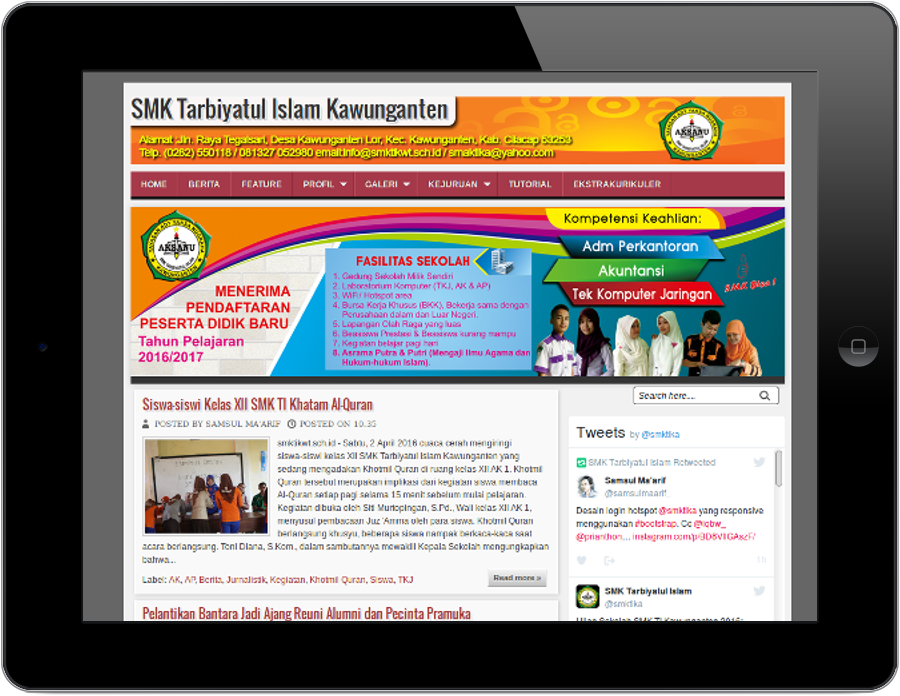 SMK Tarbiyatul Islam Kawunganten
Alamat :Jln. Raya Tegalsari, Desa Kawunganten Lor, Kec. Kawunganten, Kab. Cilacap 53253
Telp. (0282) 550118 / 081327 052980 email:info@smktikwt.sch.id / smaktika@yahoo.com
AKSANU
HOME BERITA FEATURE PROFIL GALERI KEJURUAN TUTORIAL EKSTRAKURIKULER
AKSANU
MENERIMA
PENDAFTARAN
PESERTA DIDIK BARU
Tahun Pelajaran
2016/2017
FASILITAS SEKOLAH
1. Gedung Sekolah Milik Sendiri
2. Laboratorium Komputer (TKJ, AK & AP)
3. WiFi/ Hotspot area
4. Bursa Kerja Khusus (BKK), Bekerja sama dengan
Perusahaan dalam dan Luar Negeri.
5. Lapangan Olah Raga yang luas
6. Beasiswa Prestasi & Beasiswa kurang mampu
7. Kegiatan belajar pagi hari
8. Asrama Putra & Putri (Mengaji Ilmu Agama dan
Hukum-hukum Islam).
Kompetensi Keahlian:
Adm Perkantoran
Akuntansi
Tek Komputer Jaringan
SMK Bisa!
Search here....
Siswa-siswi Kelas XII SMK TI Khatam Al-Quran
POSTED BY SAMSUL MA'ARIF POSTED ON 10.35
smktikwt.sch.id - Sabtu, 2 April 2016 cuaca cerah mengiringi
siswa-siswi kelas XII SMK Tarbiyatul Islam Kawunganten yang
sedang mengadakan Khotmil Quran di ruang kelas XII AK 1. Khotmil
Quran tersebut merupakan implikasi dari kegiatan siswa membaca
Al-Quran setiap pagi selama 15 menit sebelum mulai pelajaran.
Kegiatan dibuka oleh Siti Murtopingan, S.Pd., Wali kelas XII AK 1,
menyusul pembacaan Juz 'Amma oleh para siswa. Khotmil Quran
berlangsung khusyu, beberapa siswa nampak berkaca-kaca saat
acara berlangsung. Toni Diana, S.Kom., dalam sambutannya mewakili Kepala Sekolah mengungkapkan
bahwa...
Label: AK, AP, Berita, Jurnalistik, Kegiatan, Khotmil Quran, Siswa, TKJ
Read more »
Pelantikan Bantara Jadi Ajang Reuni Alumni dan Pecinta Pramuka
Tweets by @smktika
SMK Tarbiyatul Islam Retweeted
Samsul Ma'arif
@samsulmaarif_
Desain login hotspot @smktika yang responsive
menggunakan #bootstrap. Cc @iqbw_
@prianthon… instagram.com/p/BD8V1GAszF/
1h
SMK Tarbiyatul Islam
@smktika